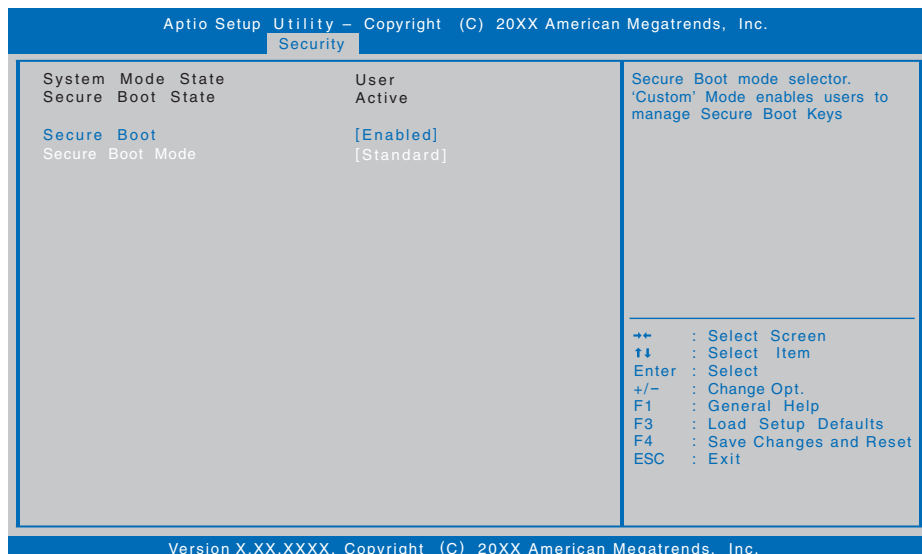 Aptio Setup Utility – Copyright (C) 20XX American Megatrends, Inc.
Security
System Mode State User
Secure Boot State Active
Secure Boot [Enabled]
Secure Boot Mode [Standard]
Secure Boot mode selector.
‘Custom’ Mode enables users to
manage Secure Boot Keys
→← : Select Screen
↑↓ : Select Item
Enter : Select
+/− : Change Opt.
F1 : General Help
F3 : Load Setup Defaults
F4 : Save Changes and Reset
ESC : Exit
Version X.XX.XXXX. Copyright (C) 20XX American Megatrends, Inc.